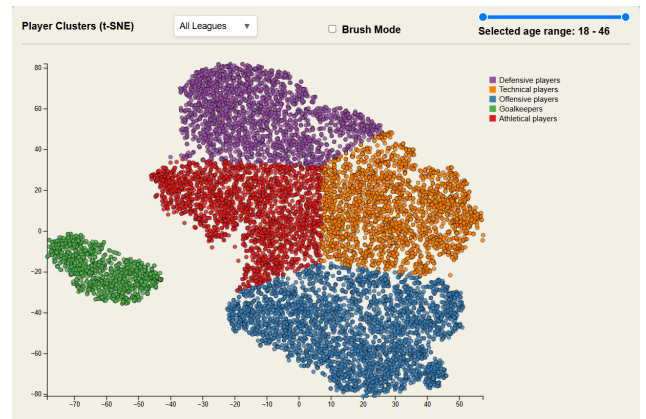 Player Clusters (t-SNE)
All Leagues ▼
Brush Mode
Selected age range: 18 - 46
Defensive players
Technical players
Offensive players
Goalkeepers
Athletical players
80
60
40
20
0
−20
−40
−60
−80
−70 −60 −50 −40 −30 −20 −10 0 10 20 30 40 50